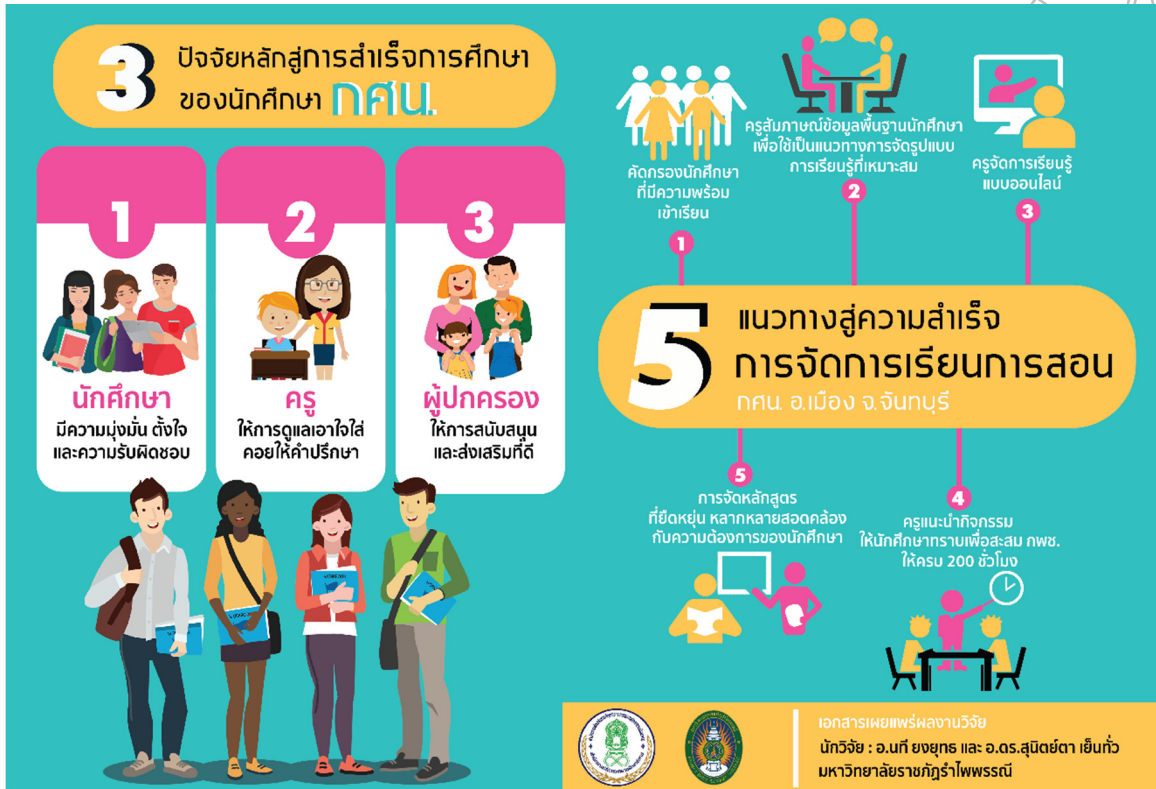 3
ปัจจัยหลักสู่การสำเร็จการศึกษา
ของนักศึกษา กศน.
1
นักศึกษา
มีความมุ่งมั่น ตั้งใจ
และความรับผิดชอบ
2
ครู
ให้การดูแลเอาใจใส่
คอยให้คำปรึกษา
3
ผู้ปกครอง
ให้การสนับสนุน
และส่งเสริมที่ดี
คัดกรองนักศึกษา
ที่มีความพร้อม
เข้าเรียน
1
ครูสัมภาษณ์ข้อมูลพื้นฐานนักศึกษา
เพื่อใช้เป็นแนวทางการจัดรูปแบบ
การเรียนรู้ที่เหมาะสม
2
ครูจัดการเรียนรู้
แบบออนไลน์
3
5
แนวทางสู่ความสำเร็จ
การจัดการเรียนการสอน
กศน. อ.เมือง จ.จันทบุรี
4
ครูแนะนำกิจกรรม
ให้นักศึกษาทราบเพื่อสะสม กพช.
ให้ครบ 200 ชั่วโมง
5
การจัดหลักสูตร
ที่ยืดหยุ่น หลากหลายสอดคล้อง
กับความต้องการของนักศึกษา
เอกสารเผยแพร่ผลงานวิจัย
นักวิจัย : อ.นที ยงยุทธ และ อ.ดร.สุนิตย์ตา เย็นทั่ว
มหาวิทยาลัยราชภัฏรำไพพรรณี